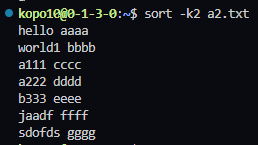 kopo10@0-1-3-0:~$ sort -k2 a2.txt
hello aaaa
world1 bbbb
a111 cccc
a222 dddd
b333 eeee
jaadf ffff
sdofds gggg